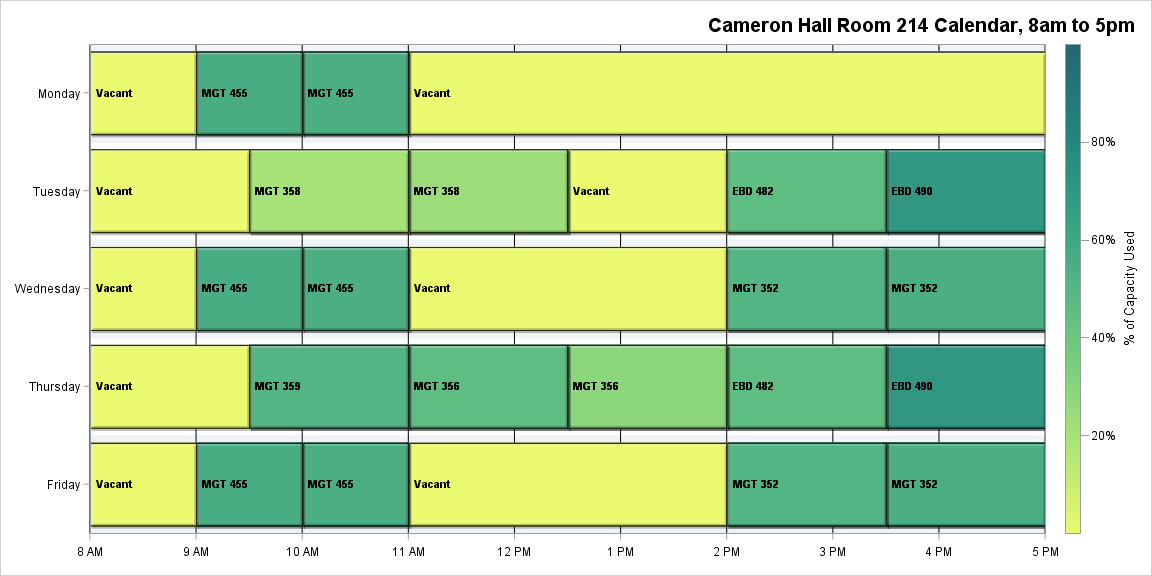 Cameron Hall Room 214 Calendar, 8am to 5pm
Monday Vacant MGT 455 MGT 455 Vacant
Tuesday Vacant MGT 358 MGT 358 Vacant EBD 482 EBD 490
Wednesday Vacant MGT 455 MGT 455 Vacant MGT 352 MGT 352
Thursday Vacant MGT 359 MGT 356 MGT 356 EBD 482 EBD 490
Friday Vacant MGT 455 MGT 455 Vacant MGT 352 MGT 352
8 AM 9 AM 10 AM 11 AM 12 PM 1 PM 2 PM 3 PM 4 PM 5 PM
80%
60%
40%
20%
% of Capacity Used